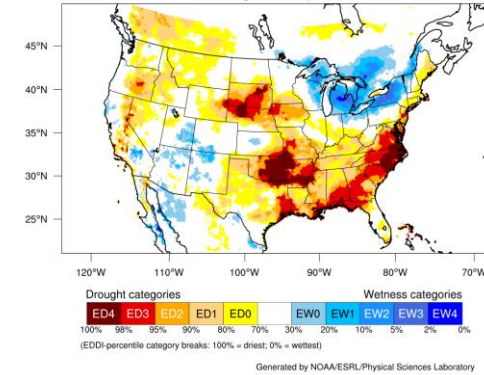 45°N
40°N
35°N
30°N
25°N
120°W 110°W 100°W 90°W 80°W 70°W
Drought categories Wetness categories
ED4 ED3 ED2 ED1 ED0 EW0 EW1 EW2 EW3 EW4
100% 98% 95% 90% 80% 70% 30% 20% 10% 5% 2% 0%
(EDDI-percentile category breaks: 100% = driest; 0% = wettest)
Generated by NOAA/ESRL/Physical Sciences Laboratory